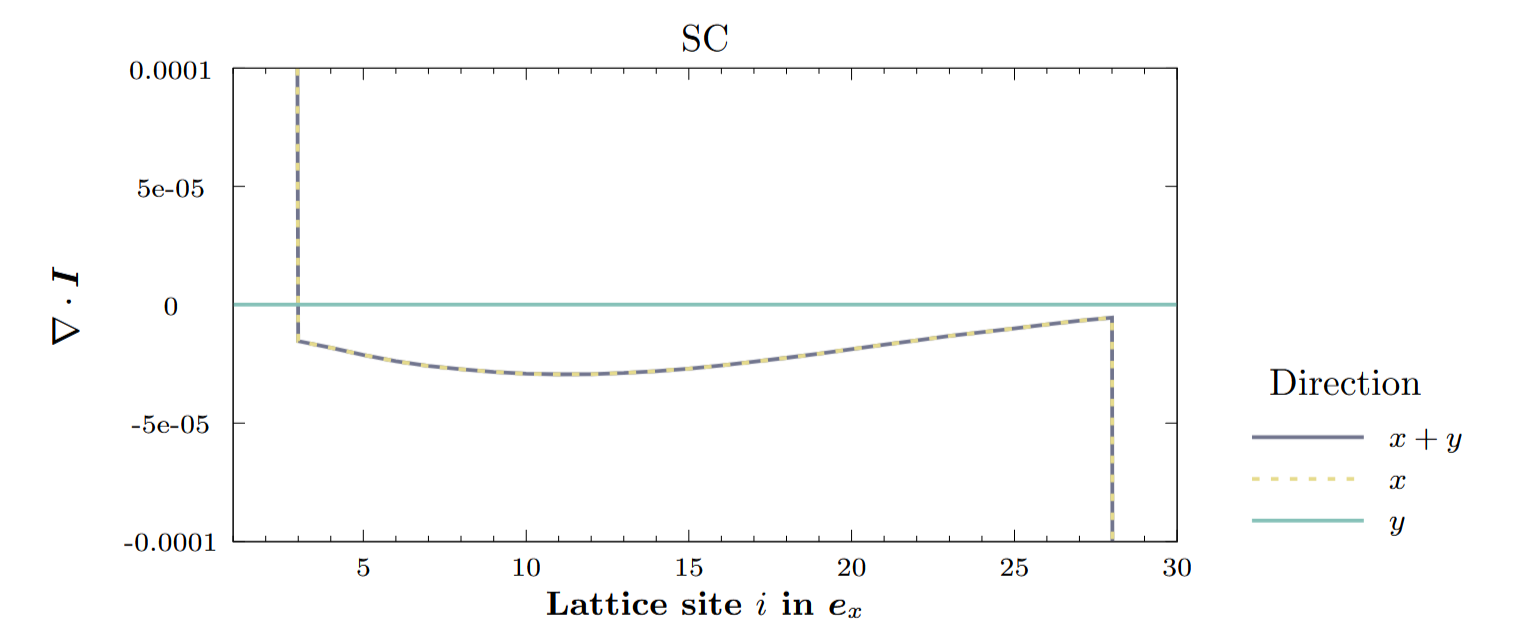 SC
0.0001
5e-05
0
-5e-05
-0.0001
∇ · I
5 10 15 20 25 30
Lattice site i in eₓ
Direction
x + y
x
y